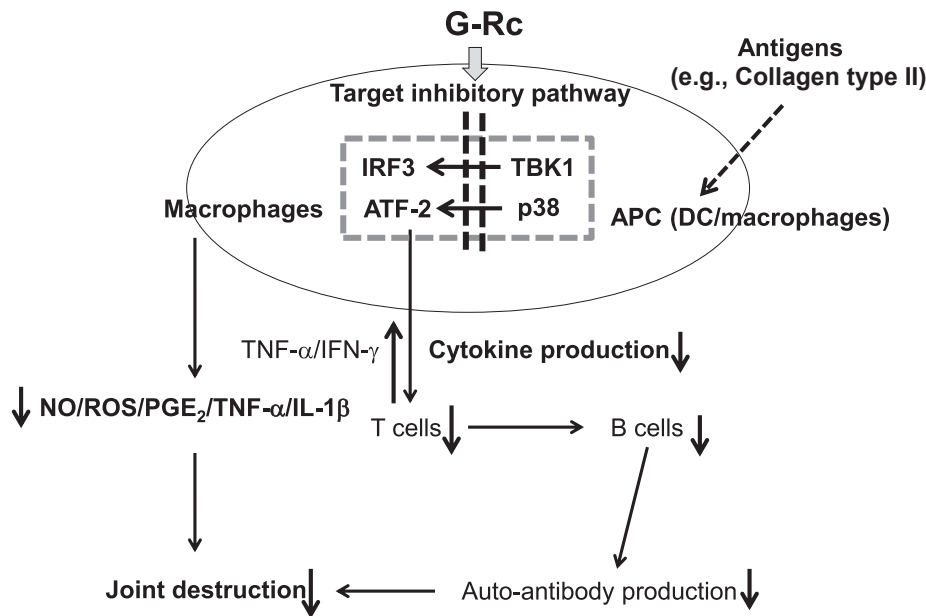 G-Rc
Antigens
(e.g., Collagen type II)
Target inhibitory pathway
IRF3
TBK1
Macrophages
ATF-2
p38
APC (DC/macrophages)
TNF-α/IFN-γ
Cytokine production
NO/ROS/PGE₂/TNF-α/IL-1β
T cells
B cells
Joint destruction
Auto-antibody production